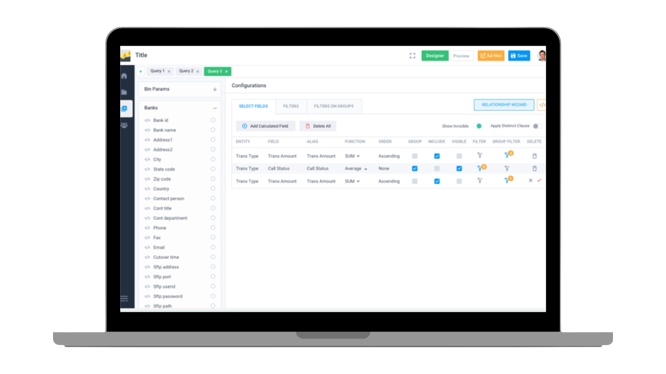 Title
Designer Preview Ad Hoc Save
+ Query 1 x Query 2 x Query 3 x
Configurations
Bin Params +
Banks −
Bank id
Bank name
Address1
Address2
City
State code
Zip code
Country
Contact person
Cont title
Cont department
Phone
Fax
Email
Cutover time
Sftp address
Sftp port
Sftp userid
Sftp password
Sftp path
SELECT FIELDS FILTERS FILTERS ON GROUPS RELATIONSHIP WIZARD
Add Calculated Field Delete All Show Invisible Apply Distinct Clause
ENTITY FIELD ALIAS FUNCTION ORDER GROUP INCLUDE VISIBLE FILTER GROUP FILTER DELETE
Trans Type Trans Amount Trans Amount SUM Ascending
Trans Type Call Status Call Status Average None
Trans Type Trans Amount Trans Amount SUM Ascending